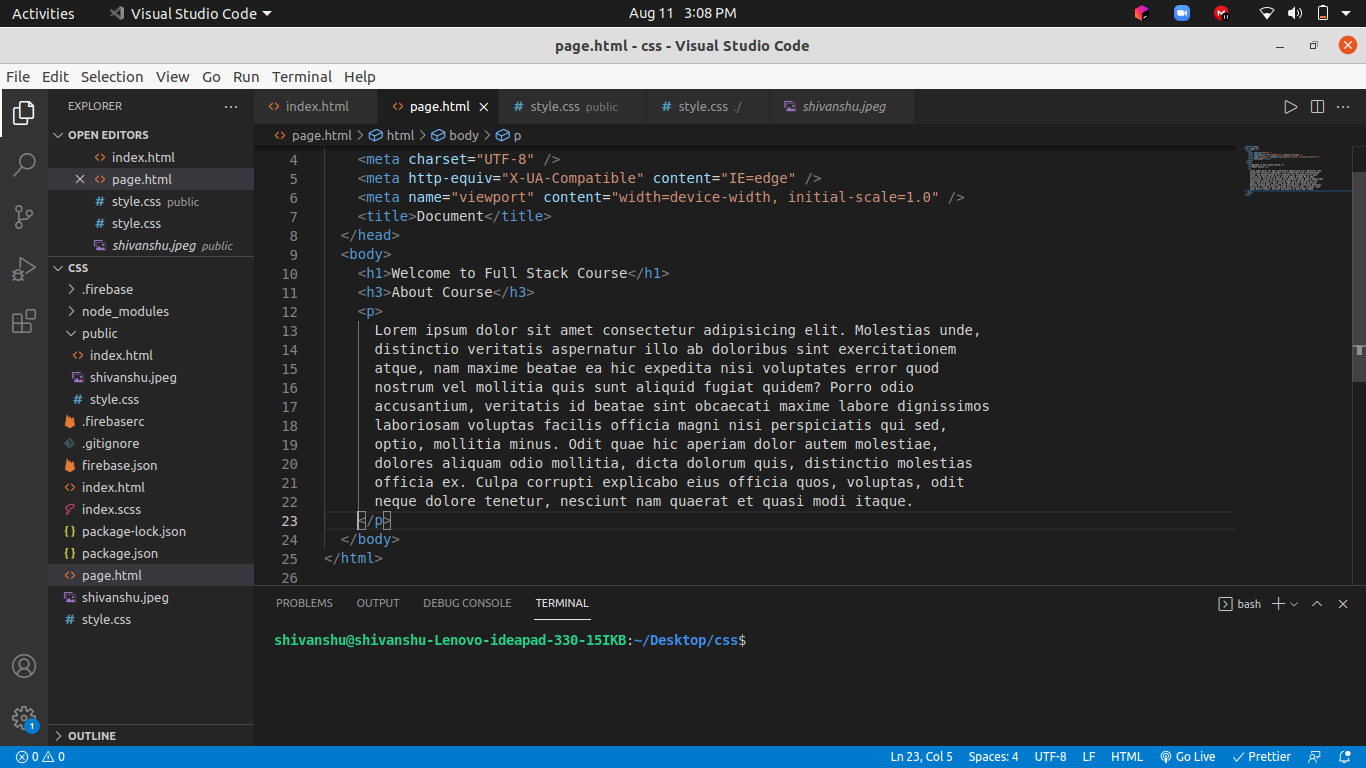 Activities Visual Studio Code Aug 11 3:08 PM
page.html - css - Visual Studio Code
File Edit Selection View Go Run Terminal Help
EXPLORER
OPEN EDITORS
index.html
page.html
style.css public
style.css
shivanshu.jpeg public
CSS
.firebase
node_modules
public
index.html
shivanshu.jpeg
style.css
.firebaserc
.gitignore
firebase.json
index.html
index.scss
package-lock.json
package.json
page.html
shivanshu.jpeg
style.css
OUTLINE
index.html page.html style.css public style.css ./ shivanshu.jpeg
page.html > html > body > p
4 <meta charset="UTF-8" />
5 <meta http-equiv="X-UA-Compatible" content="IE=edge" />
6 <meta name="viewport" content="width=device-width, initial-scale=1.0" />
7 <title>Document</title>
8 </head>
9 <body>
10 <h1>Welcome to Full Stack Course</h1>
11 <h3>About Course</h3>
12 <p>
13 Lorem ipsum dolor sit amet consectetur adipisicing elit. Molestias unde,
14 distinctio veritatis aspernatur illo ab doloribus sint exercitationem
15 atque, nam maxime beatae ea hic expedita nisi voluptates error quod
16 nostrum vel mollitia quis sunt aliquid fugiat quidem? Porro odio
17 accusantium, veritatis id beatae sint obcaecati maxime labore dignissimos
18 laboriosam voluptas facilis officia magni nisi perspiciatis qui sed,
19 optio, mollitia minus. Odit quae hic aperiam dolor autem molestiae,
20 dolores aliquam odio mollitia, dicta dolorum quis, distinctio molestias
21 officia ex. Culpa corrupti explicabo eius officia quos, voluptas, odit
22 neque dolore tenetur, nesciunt nam quaerat et quasi modi itaque.
23 </p>
24 </body>
25 </html>
26
PROBLEMS OUTPUT DEBUG CONSOLE TERMINAL bash
shivanshu@shivanshu-Lenovo-ideapad-330-15IKB:~/Desktop/css$
1
0 0 Ln 23, Col 5 Spaces: 4 UTF-8 LF HTML Go Live Prettier